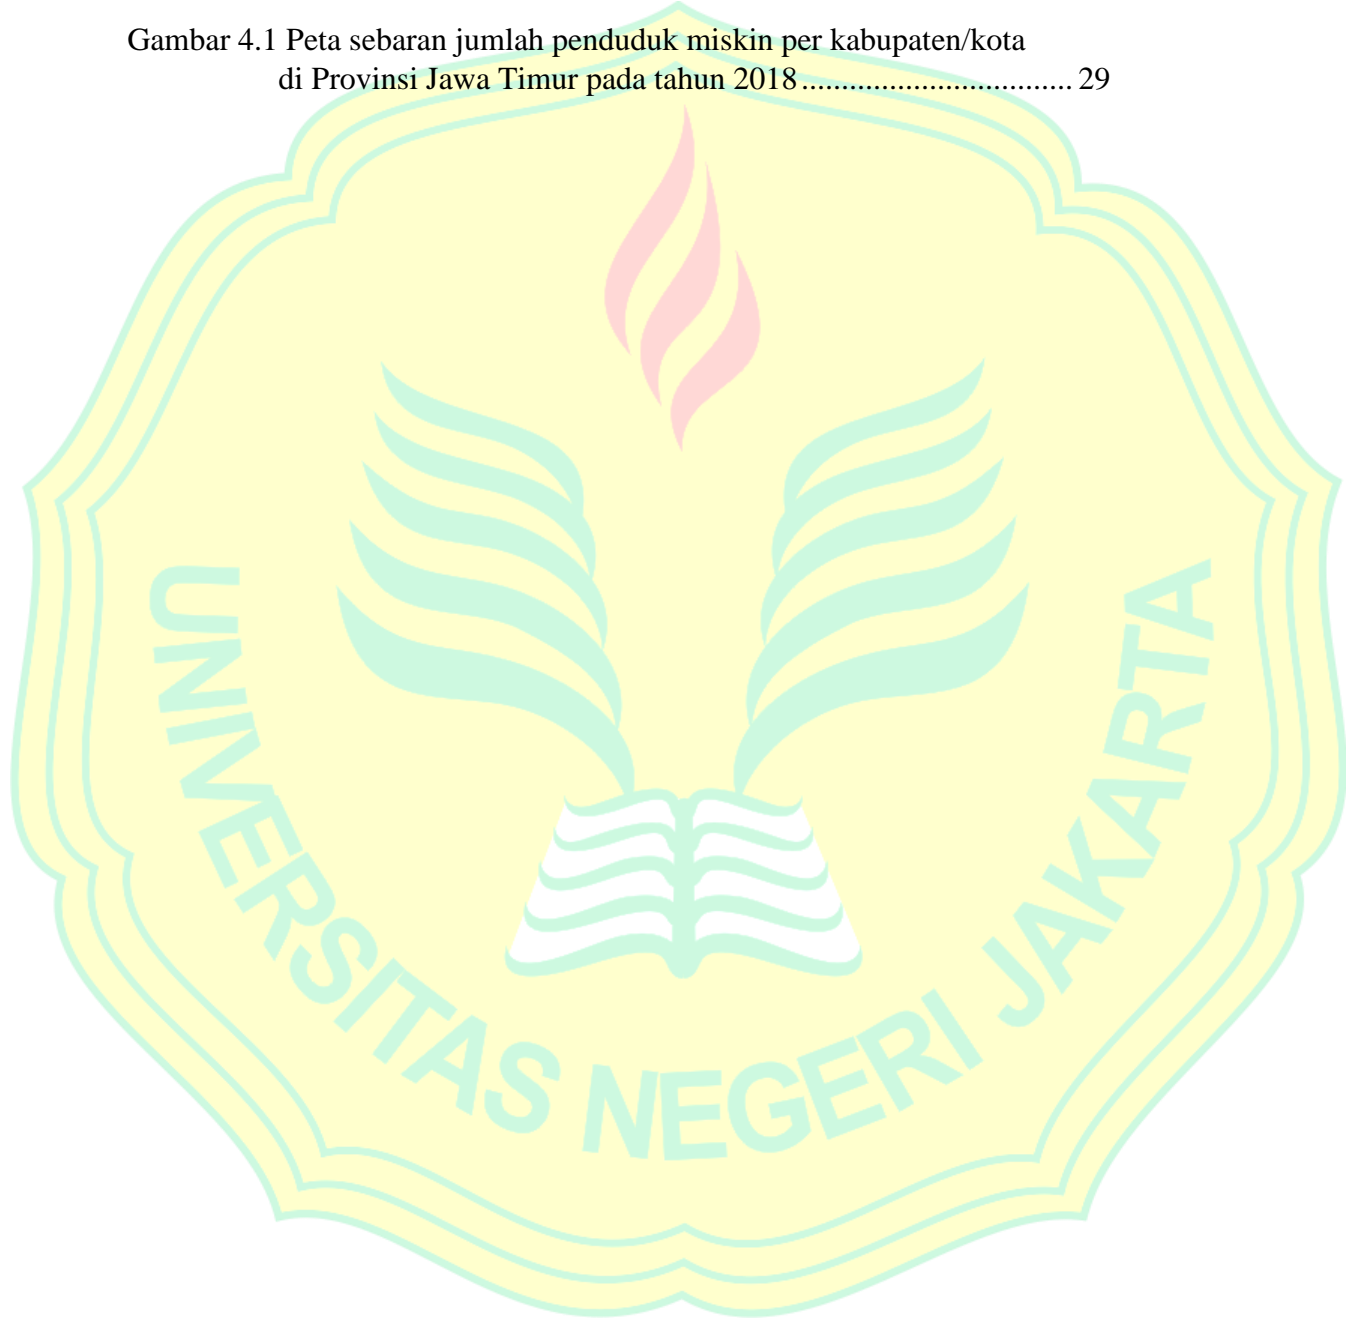 Gambar 4.1 Peta sebaran jumlah penduduk miskin per kabupaten/kota
di Provinsi Jawa Timur pada tahun 2018.................................. 29
UNIVERSITAS NEGERI JAKARTA